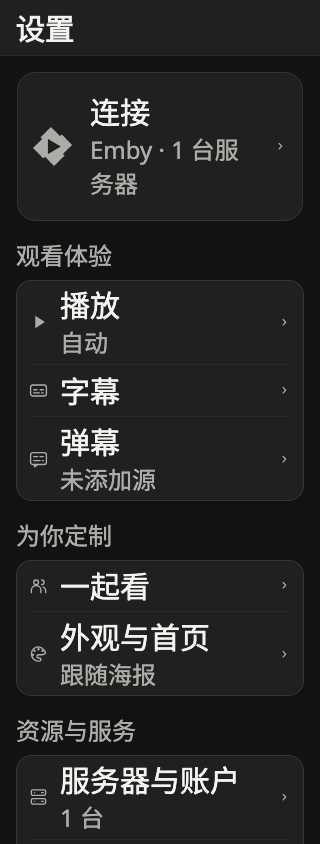 设置
连接
Emby · 1 台服
务器
观看体验
播放
自动
字幕
弹幕
未添加源
为你定制
一起看
外观与首页
跟随海报
资源与服务
服务器与账户
1 台